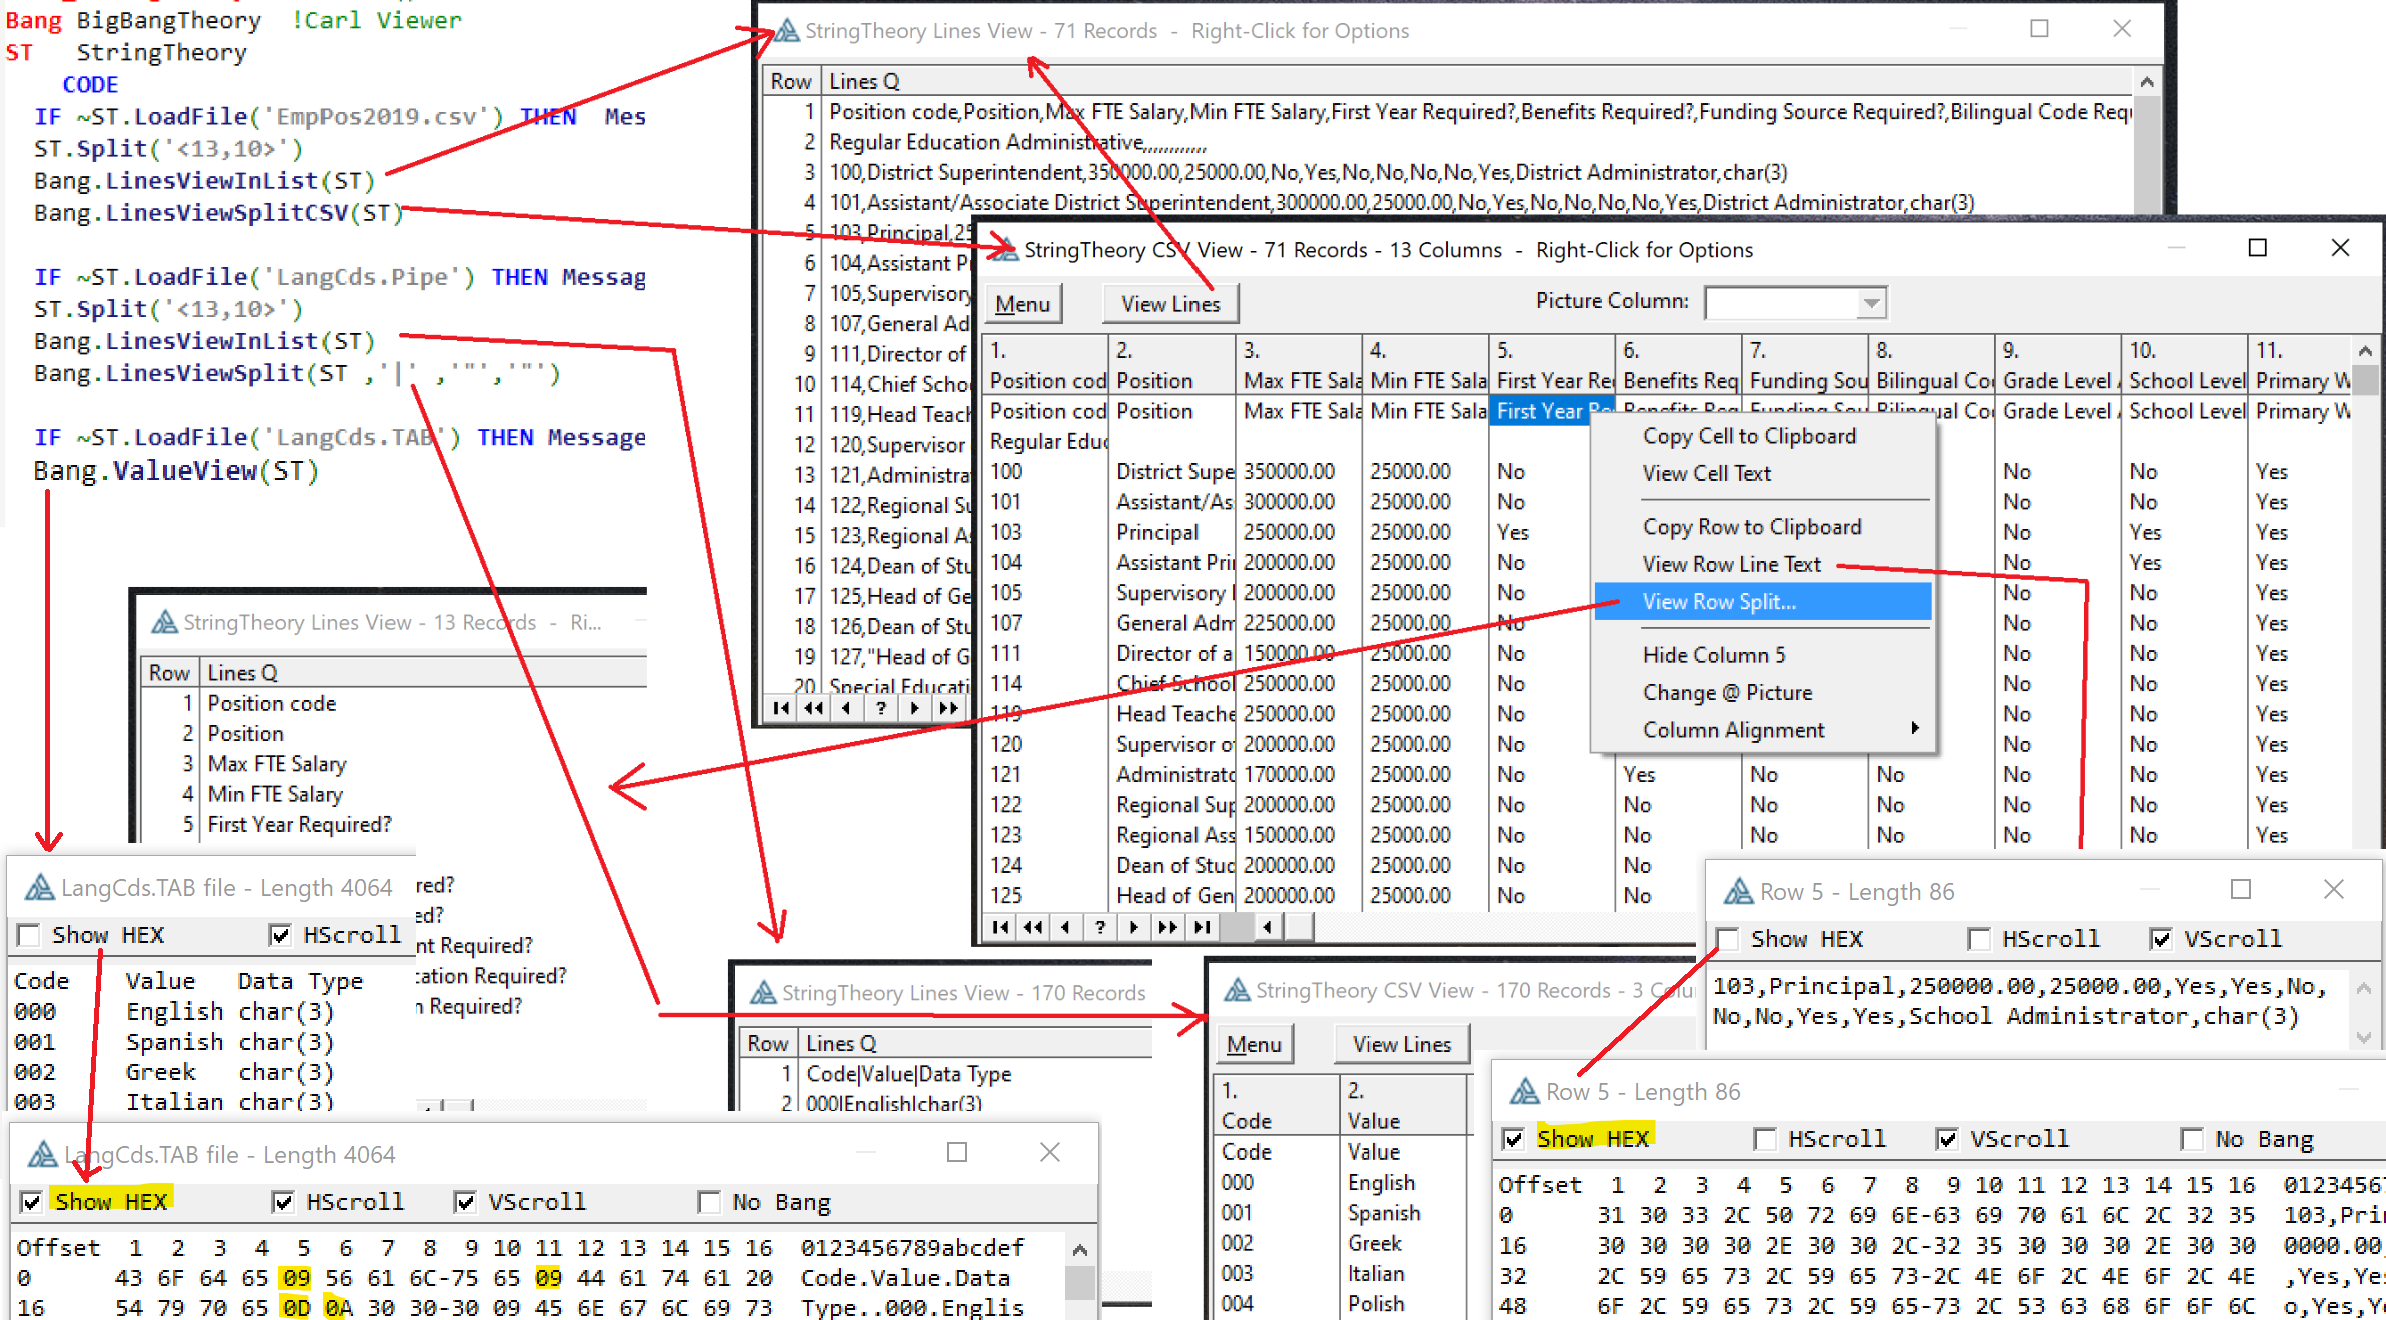 Bang BigBangTheory !Carl Viewer
ST StringTheory
CODE
IF ~ST.LoadFile('EmpPos2019.csv') THEN Mes
ST.Split('<13,10>')
Bang.LinesViewInList(ST)
Bang.LinesViewSplitCSV(ST)
IF ~ST.LoadFile('LangCds.Pipe') THEN Messag
ST.Split('<13,10>')
Bang.LinesViewInList(ST)
Bang.LinesViewSplit(ST ,'|' ,'"','"')
IF ~ST.LoadFile('LangCds.TAB') THEN Message
Bang.ValueView(ST)
StringTheory Lines View - 71 Records - Right-Click for Options
Row Lines Q
1 Position code,Position,Max FTE Salary,Min FTE Salary,First Year Required?,Benefits Required?,Funding Source Required?,Bilingual Code Requ
2 Regular Education Administrative,,,,,,,,,,,,
3 100,District Superintendent,350000.00,25000.00,No,Yes,No,No,No,No,Yes,District Administrator,char(3)
4 101,Assistant/Associate District Superintendent,300000.00,25000.00,No,Yes,No,No,No,No,Yes,District Administrator,char(3)
5 103,Principal,25
6 104,Assistant Pr
7 105,Supervisory
8 107,General Ad
9 111,Director of
10 114,Chief Schoo
11 119,Head Teach
12 120,Supervisor
13 121,Administra
14 122,Regional Su
15 123,Regional As
16 124,Dean of Stu
17 125,Head of Ge
18 126,Dean of Stu
19 127,"Head of G
20 Special Educati
?
StringTheory CSV View - 71 Records - 13 Columns - Right-Click for Options
Menu View Lines Picture Column:
1. 2. 3. 4. 5. 6. 7. 8. 9. 10. 11.
Position cod Position Max FTE Sala Min FTE Sala First Year Re Benefits Req Funding Sou Bilingual Co Grade Level School Level Primary W
Position cod Position Max FTE Sala Min FTE Sala First Year Re Benefits Req Funding Sou Bilingual Co Grade Level School Level Primary W
Regular Educ
100 District Supe 350000.00 25000.00 No No No Yes
101 Assistant/As 300000.00 25000.00 No No No Yes
103 Principal 250000.00 25000.00 Yes No Yes Yes
104 Assistant Pri 200000.00 25000.00 No No Yes Yes
105 Supervisory 200000.00 25000.00 No No No Yes
107 General Adm 225000.00 25000.00 No No No Yes
111 Director of a 150000.00 25000.00 No No No Yes
114 Chief School 250000.00 25000.00 No No No Yes
119 Head Teache 250000.00 25000.00 No No No Yes
120 Supervisor o 200000.00 25000.00 No No No Yes
121 Administrato 170000.00 25000.00 No Yes No No No No Yes
122 Regional Sup 200000.00 25000.00 No No No No No No Yes
123 Regional Ass 150000.00 25000.00 No No No No No No Yes
124 Dean of Stud 200000.00 25000.00 No No
125 Head of Gen 200000.00 25000.00 No No
?
Copy Cell to Clipboard
View Cell Text
Copy Row to Clipboard
View Row Line Text
View Row Split...
Hide Column 5
Change @ Picture
Column Alignment
StringTheory Lines View - 13 Records - Ri...
Row Lines Q
1 Position code
2 Position
3 Max FTE Salary
4 Min FTE Salary
5 First Year Required?
red?
ed?
nt Required?
cation Required?
n Required?
LangCds.TAB file - Length 4064
Show HEX HScroll
Code Value Data Type
000 English char(3)
001 Spanish char(3)
002 Greek char(3)
003 Italian char(3)
LangCds.TAB file - Length 4064
Show HEX HScroll VScroll No Bang
Offset 1 2 3 4 5 6 7 8 9 10 11 12 13 14 15 16 0123456789abcdef
0 43 6F 64 65 09 56 61 6C-75 65 09 44 61 74 61 20 Code.Value.Data
16 54 79 70 65 0D 0A 30 30-30 09 45 6E 67 6C 69 73 Type..000.Englis
StringTheory Lines View - 170 Records
Row Lines Q
1 Code|Value|Data Type
2 000|English|char(3)
StringTheory CSV View - 170 Records - 3 Colu
Menu View Lines
1. 2.
Code Value
Code Value
000 English
001 Spanish
002 Greek
003 Italian
004 Polish
Row 5 - Length 86
Show HEX HScroll VScroll
103,Principal,250000.00,25000.00,Yes,Yes,No,
No,No,Yes,Yes,School Administrator,char(3)
Row 5 - Length 86
Show HEX HScroll VScroll No Bang
Offset 1 2 3 4 5 6 7 8 9 10 11 12 13 14 15 16 01234567
0 31 30 33 2C 50 72 69 6E-63 69 70 61 6C 2C 32 35 103,Prin
16 30 30 30 30 2E 30 30 2C-32 35 30 30 30 2E 30 30 0000.00,
32 2C 59 65 73 2C 59 65 73-2C 4E 6F 2C 4E 6F 2C 4E ,Yes,Yes
48 6F 2C 59 65 73 2C 59 65-73 2C 53 63 68 6F 6F 6C o,Yes,Ye